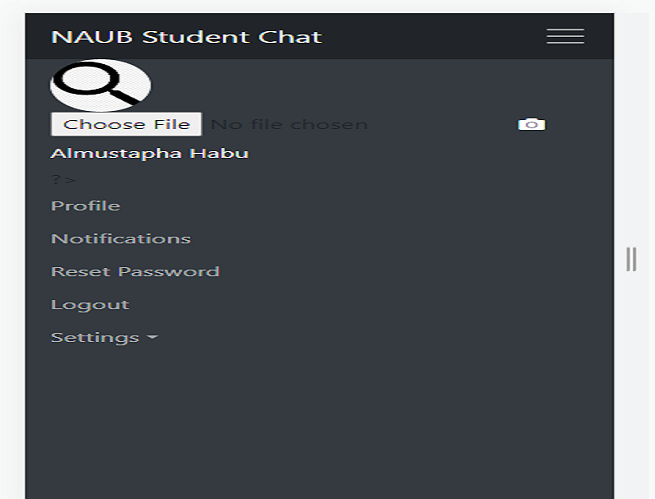 NAUB Student Chat
Choose File No file chosen
Almustapha Habu
?>
Profile
Notifications
Reset Password
Logout
Settings